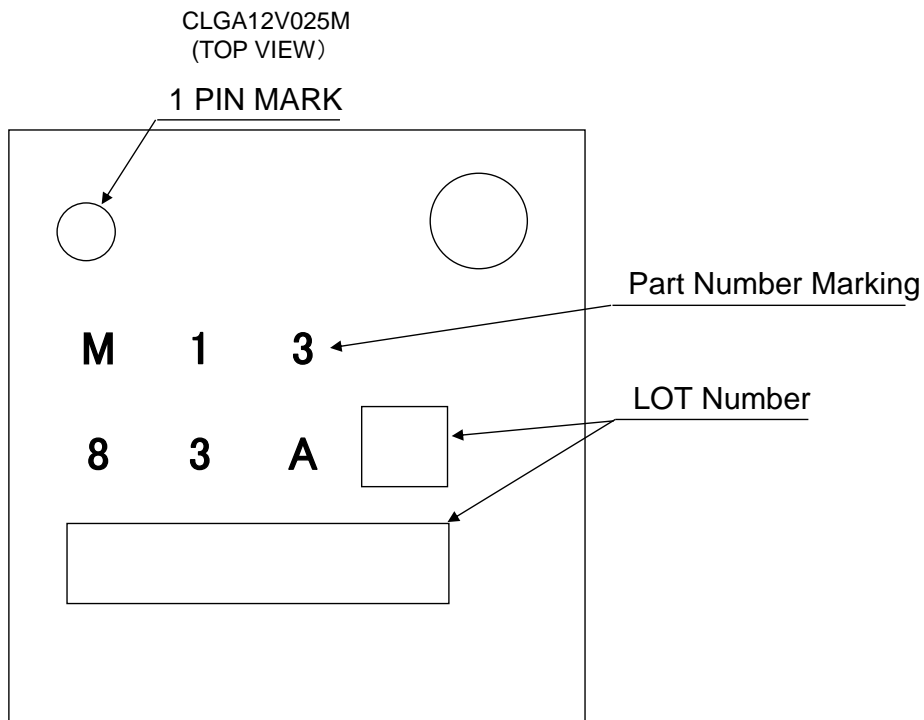 CLGA12V025M
(TOP VIEW）
1 PIN MARK
Part Number Marking
M 1 3
LOT Number
8 3 A